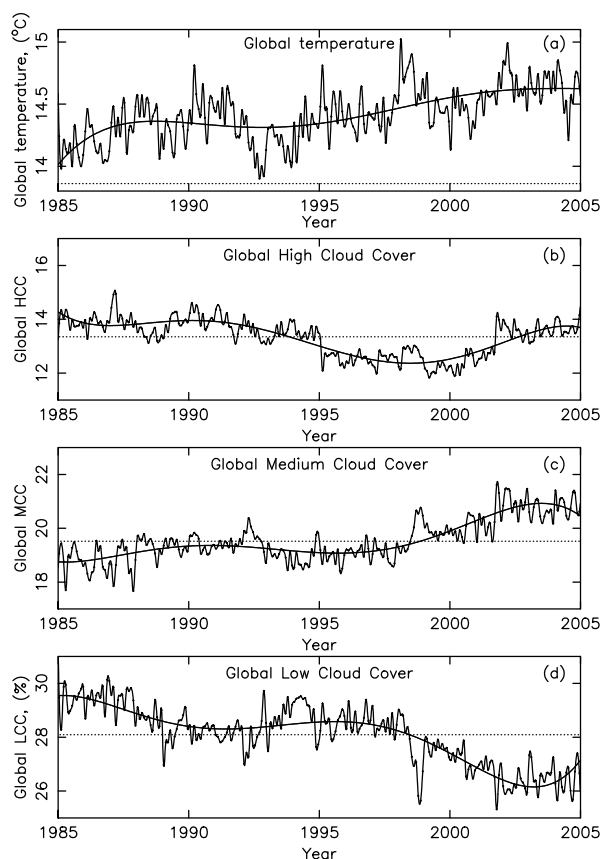 Global temperature
(a)
Global temperature, (°C)
15
14.5
14
1985
1990
1995
2000
2005
Year
Global High Cloud Cover
(b)
Global HCC
16
14
12
1985
1990
1995
2000
2005
Year
Global Medium Cloud Cover
(c)
Global MCC
22
20
18
1985
1990
1995
2000
2005
Year
Global Low Cloud Cover
(d)
Global LCC, (%)
30
28
26
1985
1990
1995
2000
2005
Year